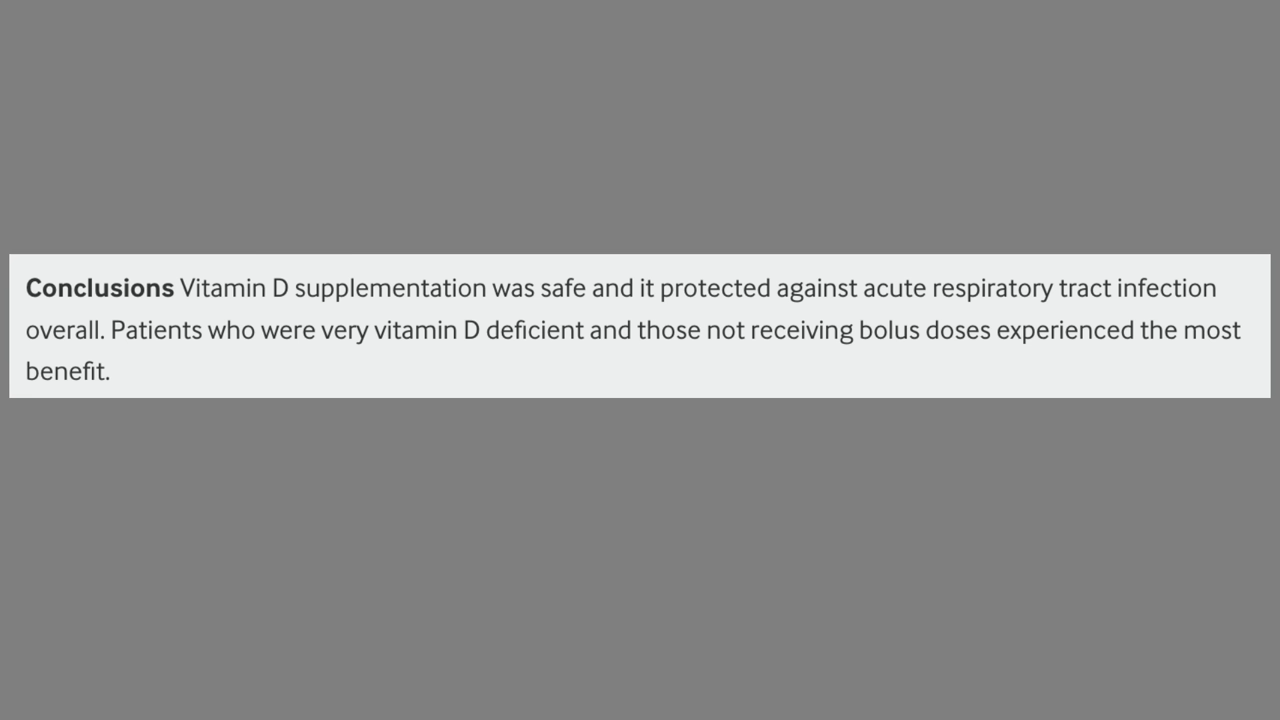 Conclusions Vitamin D supplementation was safe and it protected against acute respiratory tract infection
overall. Patients who were very vitamin D deficient and those not receiving bolus doses experienced the most
benefit.